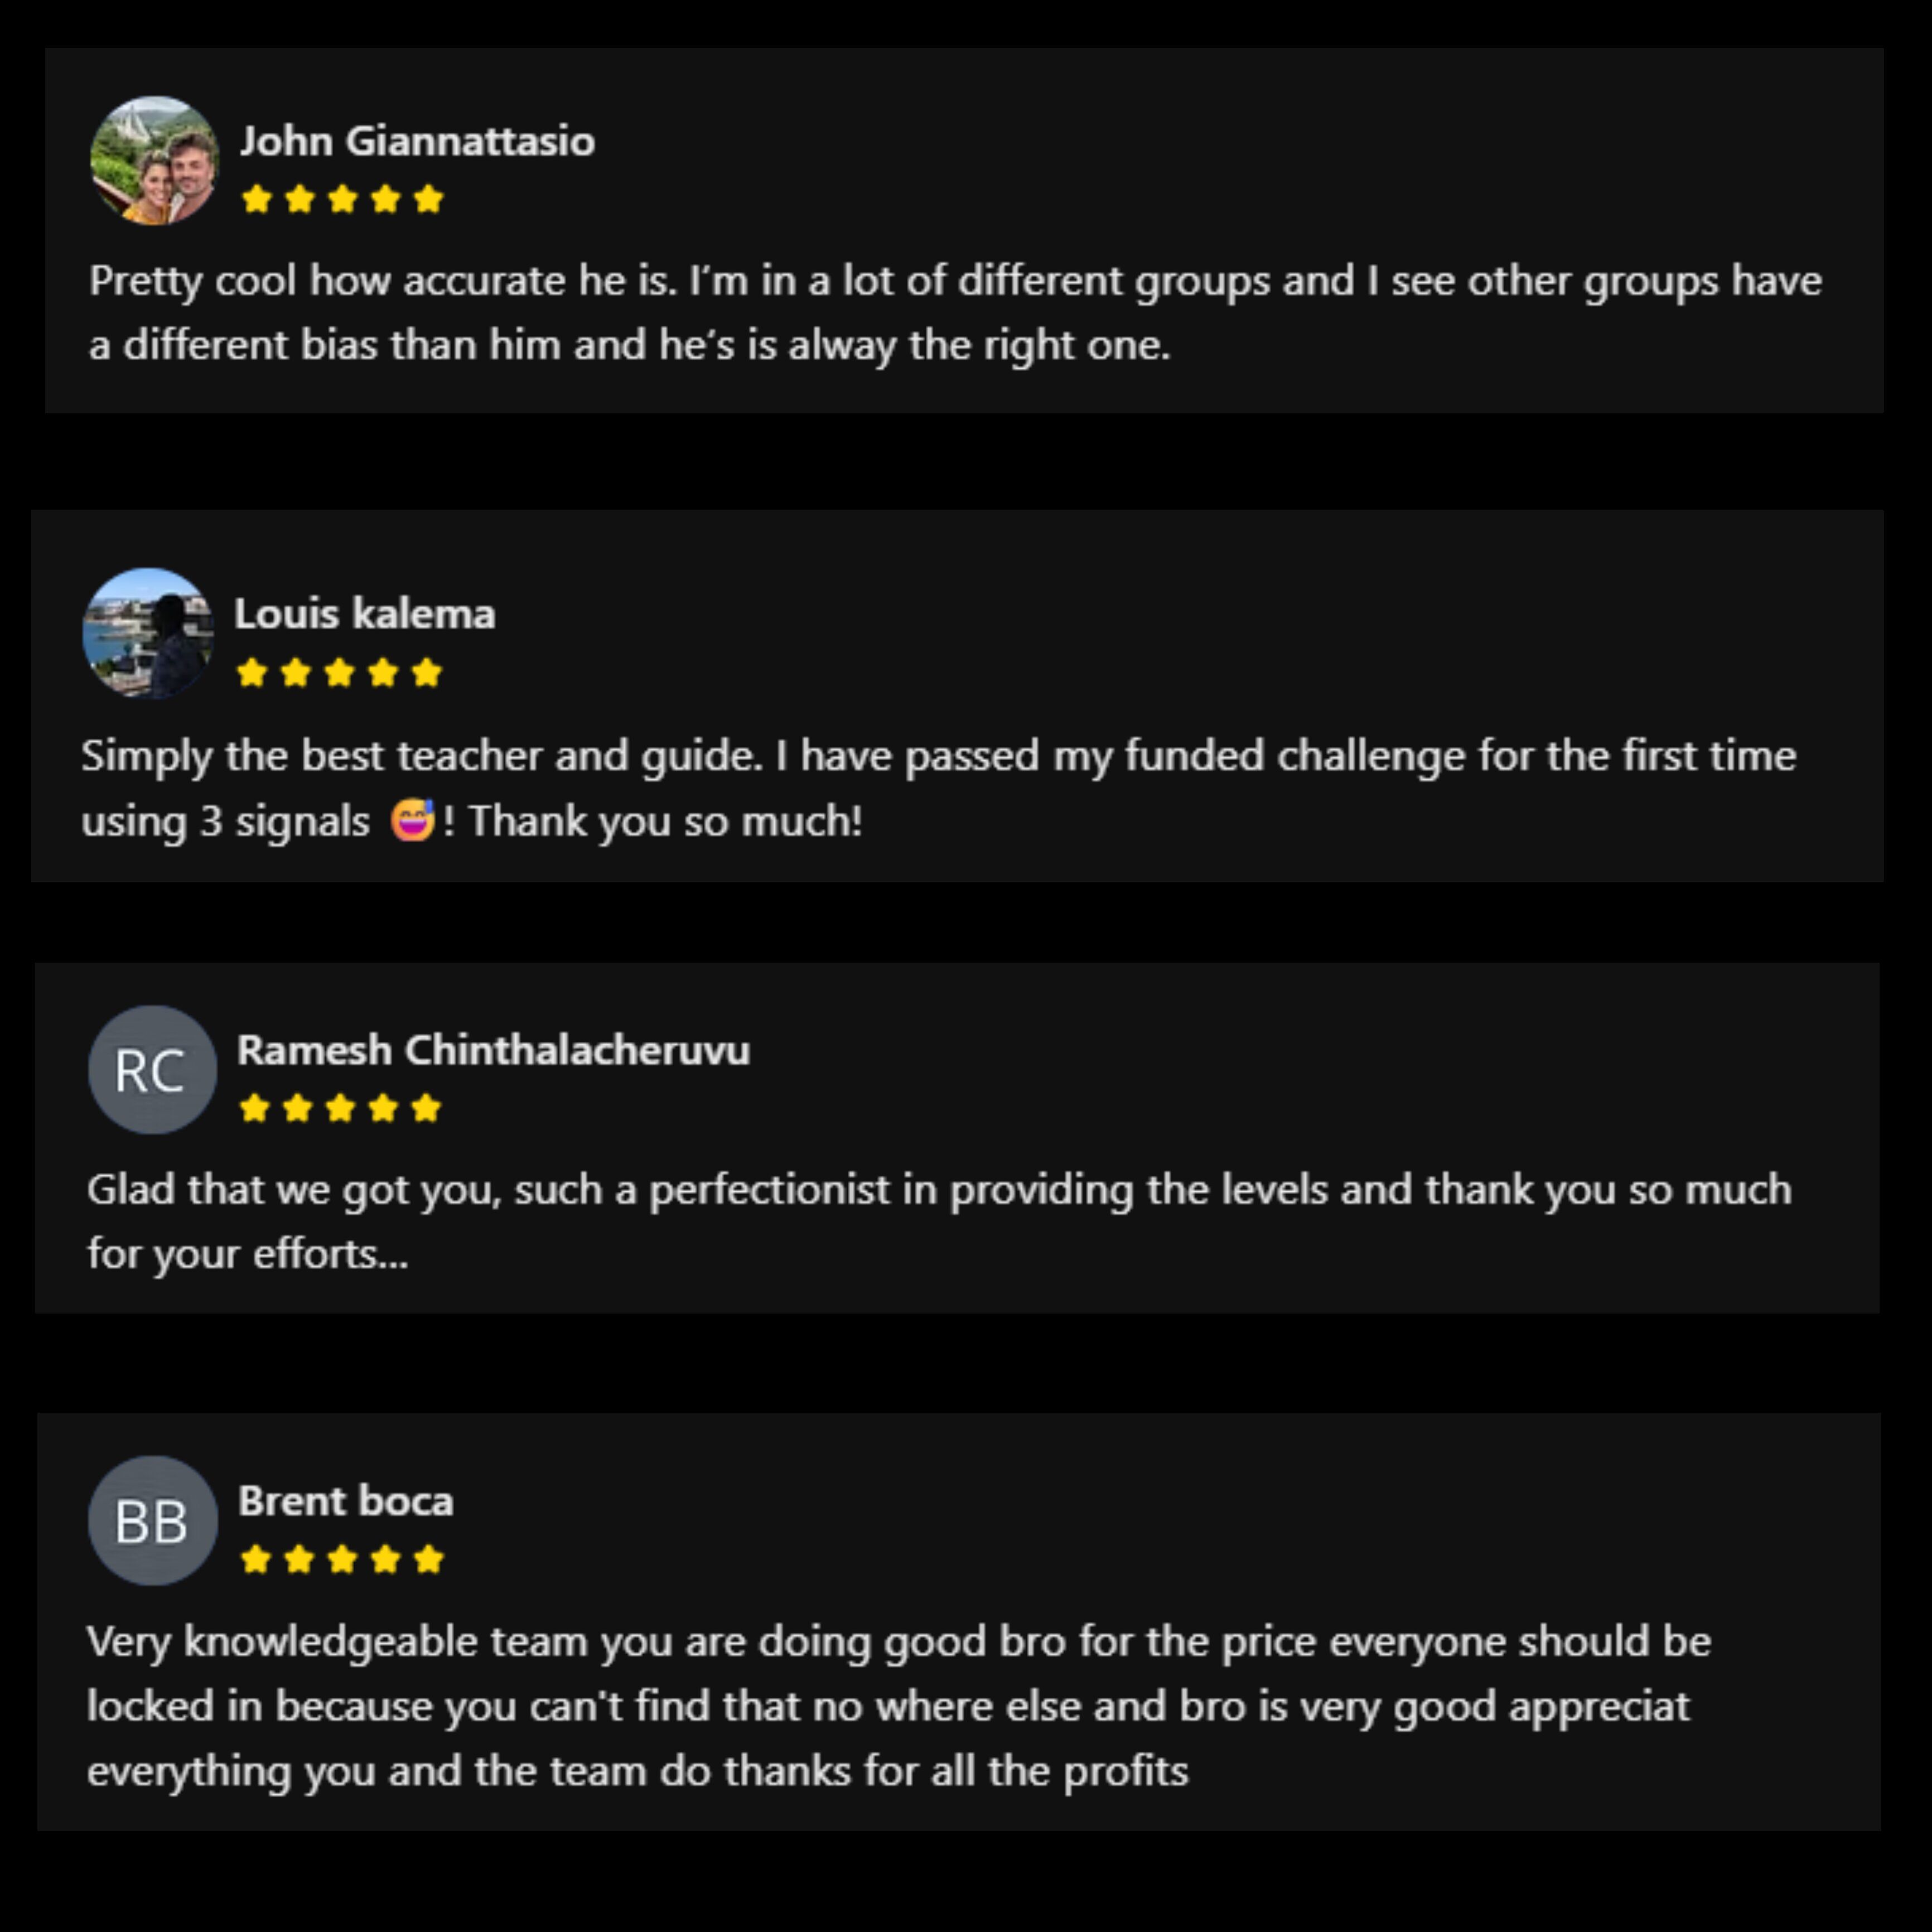 John Giannattasio
Pretty cool how accurate he is. I’m in a lot of different groups and I see other groups have
a different bias than him and he’s is alway the right one.
Louis kalema
Simply the best teacher and guide. I have passed my funded challenge for the first time
using 3 signals 😅! Thank you so much!
RC
Ramesh Chinthalacheruvu
Glad that we got you, such a perfectionist in providing the levels and thank you so much
for your efforts...
BB
Brent boca
Very knowledgeable team you are doing good bro for the price everyone should be
locked in because you can't find that no where else and bro is very good appreciat
everything you and the team do thanks for all the profits